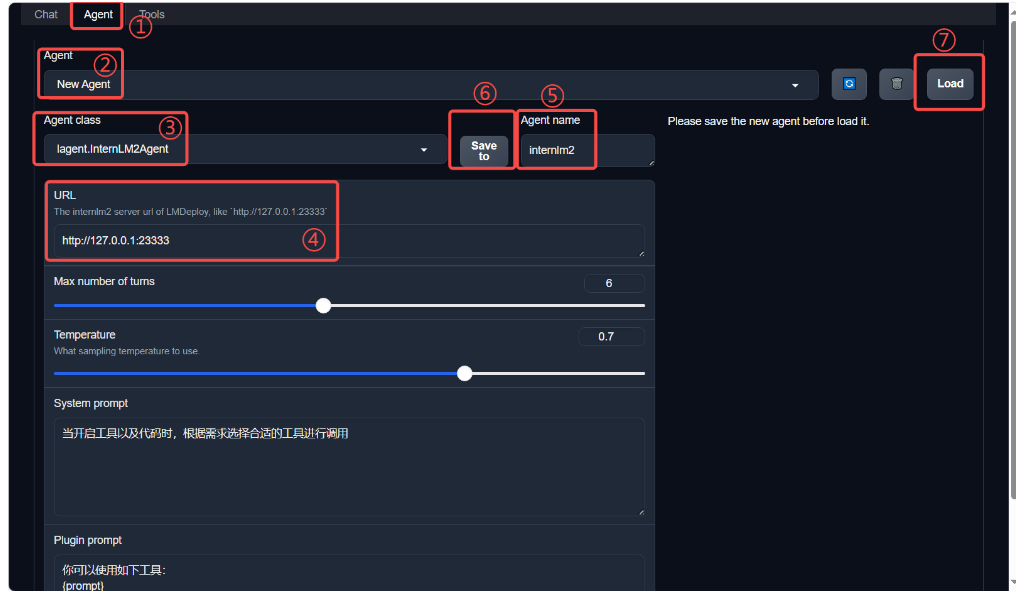 Chat Agent Tools
①
⑦
Agent
②
New Agent
Load
⑥ ⑤
Agent class
③
Agent name
Please save the new agent before load it.
lagent.InternLM2Agent
Save
to
internlm2
URL
The internlm2 server url of LMDeploy, like `http://127.0.0.1:23333`
http://127.0.0.1:23333
④
Max number of turns
6
Temperature
0.7
What sampling temperature to use.
System prompt
当开启工具以及代码时，根据需求选择合适的工具进行调用
Plugin prompt
你可以使用如下工具：
{prompt}